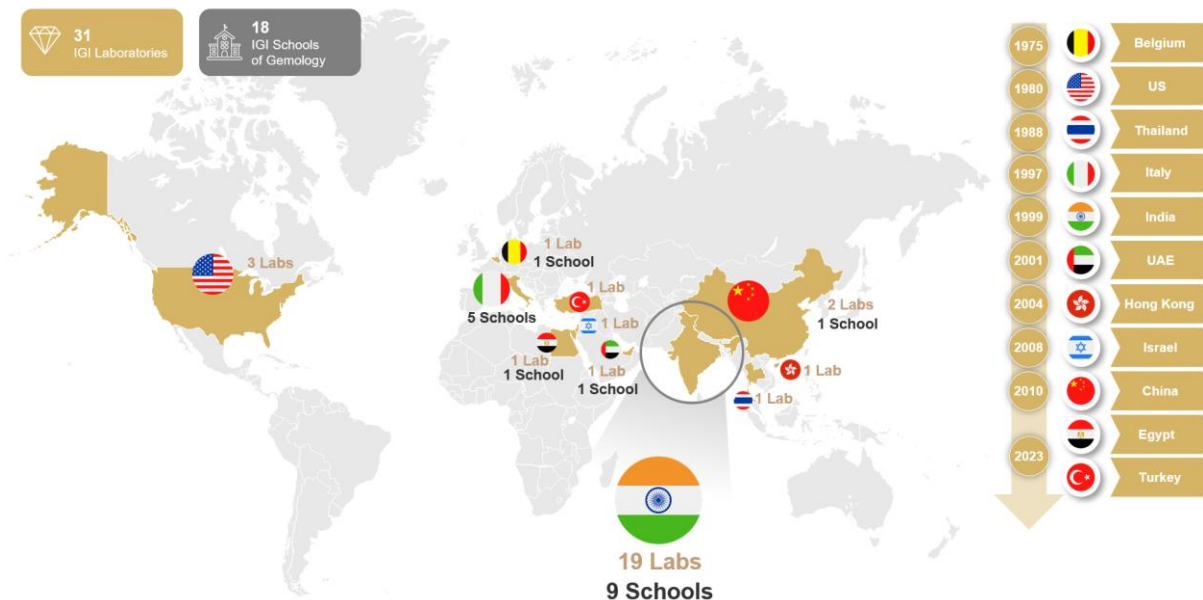 31
IGI Laboratories
18
IGI Schools
of Gemology
3 Labs
1 Lab
1 School
5 Schools
1 Lab
1 Lab
1 Lab
1 School
1 Lab
1 School
2 Labs
1 School
1 Lab
1 Lab
19 Labs
9 Schools
1975 Belgium
1980 US
1988 Thailand
1997 Italy
1999 India
2001 UAE
2004 Hong Kong
2008 Israel
2010 China
2023 Egypt
Turkey